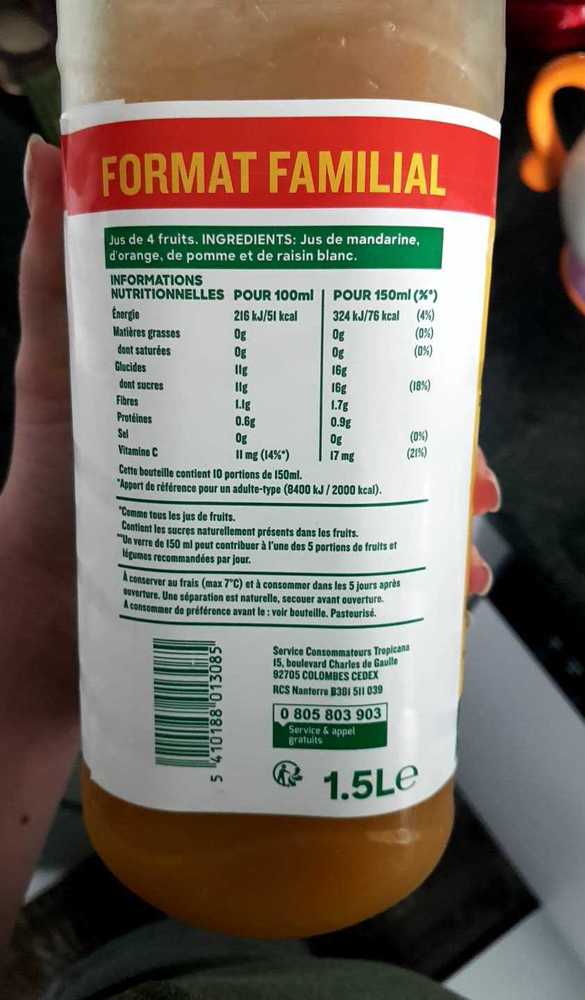 FORMAT FAMILIAL
Jus de 4 fruits. INGREDIENTS: Jus de mandarine,
d'orange, de pomme et de raisin blanc.
INFORMATIONS
NUTRITIONNELLES POUR 100ml POUR 150ml (%*)
Énergie 216 kJ/51 kcal 324 kJ/76 kcal (4%)
Matières grasses 0g 0g (0%)
dont saturées 0g 0g (0%)
Glucides 11g 16g
dont sucres 11g 16g (18%)
Fibres 1.1g 1.7g
Protéines 0.6g 0.9g
Sel 0g 0g (0%)
Vitamine C 11 mg (14%*) 17 mg (21%)
Cette bouteille contient 10 portions de 150ml.
*Apport de référence pour un adulte-type (8400 kJ / 2000 kcal).
*Comme tous les jus de fruits.
Contient les sucres naturellement présents dans les fruits.
**Un verre de 150 ml peut contribuer à l'une des 5 portions de fruits et
légumes recommandées par jour.
À conserver au frais (max 7°C) et à consommer dans les 5 jours après
ouverture. Une séparation est naturelle, secouer avant ouverture.
A consommer de préférence avant le : voir bouteille. Pasteurisé.
Service Consommateurs Tropicana
15, boulevard Charles de Gaulle
92705 COLOMBES CEDEX
RCS Nanterre B381 511 039
0 805 803 903
Service & appel
gratuits
5 410188 013085
1.5Le